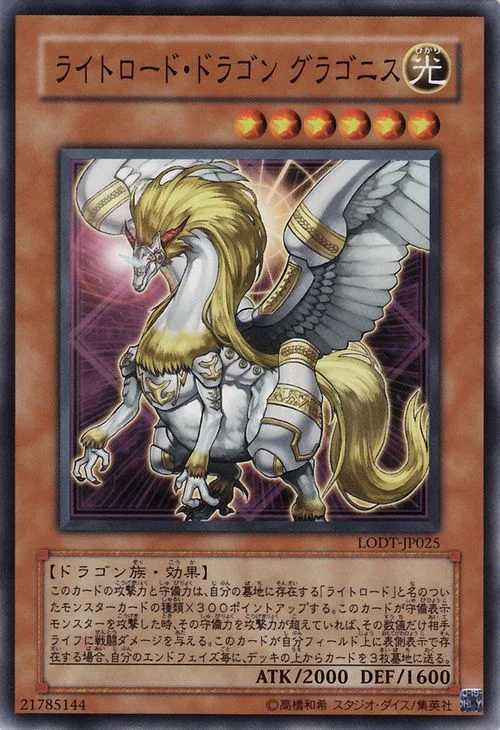 ライトロード・ドラゴン グラゴニス
光
ひかり
LODT-JP025
【ドラゴン族・効果】
このカードの攻撃力と守備力は、自分の墓地に存在する「ライトロード」と名のつい
たモンスターカードの種類×300ポイントアップする。このカードが守備表示
モンスターを攻撃した時、その守備力を攻撃力が超えていれば、その数値だけ相手
ライフに戦闘ダメージを与える。このカードが自分フィールド上に表側表示で存
在する場合、自分のエンドフェイズ毎に、デッキの上からカードを3枚墓地に送る。
ATK/2000 DEF/1600
21785144
©高橋和希 スタジオ・ダイス/集英社